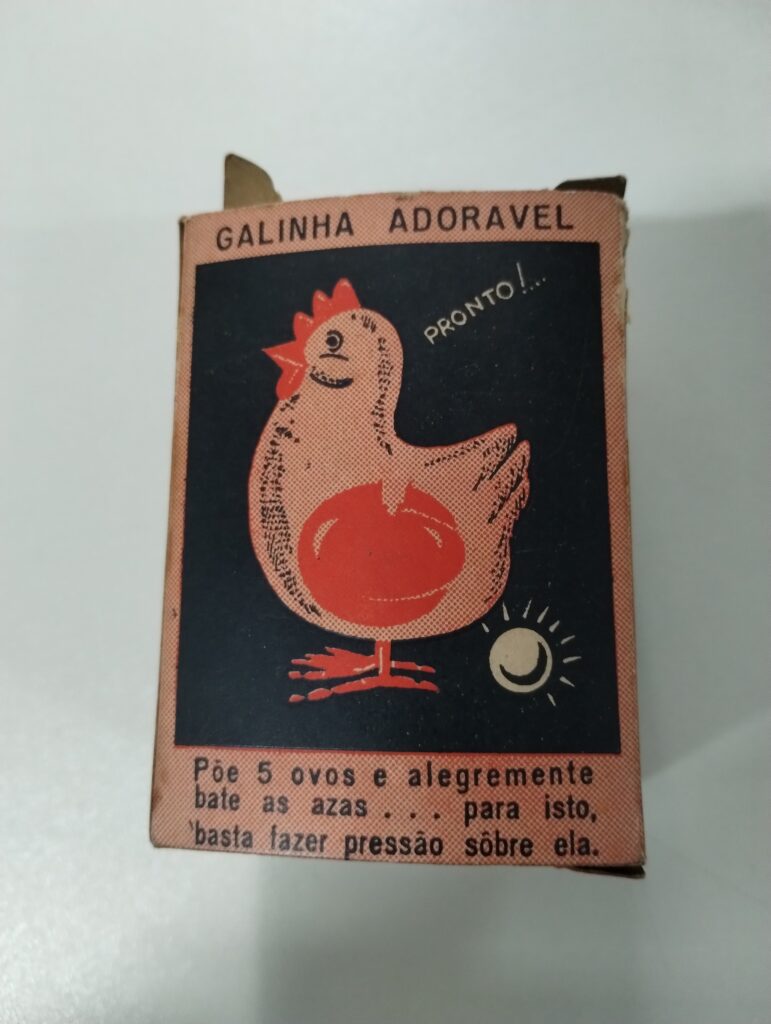 GALINHA ADORAVEL
PRONTO!...
Põe 5 ovos e alegremente
bate as azas . . . para isto,
basta fazer pressão sôbre ela.